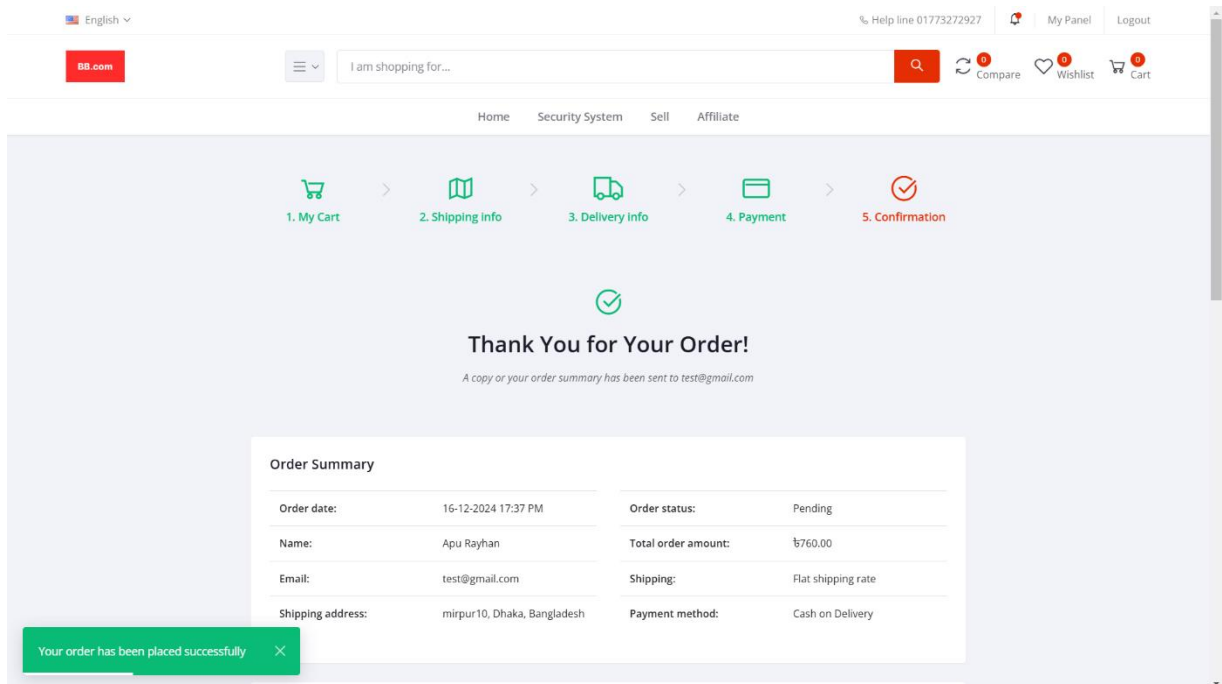 English
Help line 01773272927
My Panel
Logout
BB.com
I am shopping for...
0
Compare
0
Wishlist
0
Cart
Home Security System Sell Affiliate
1. My Cart
2. Shipping info
3. Delivery info
4. Payment
5. Confirmation
Thank You for Your Order!
A copy or your order summary has been sent to test@gmail.com
Order Summary
Order date: 16-12-2024 17:37 PM
Order status: Pending
Name: Apu Rayhan
Total order amount: ৳760.00
Email: test@gmail.com
Shipping: Flat shipping rate
Shipping address: mirpur10, Dhaka, Bangladesh
Payment method: Cash on Delivery
Your order has been placed successfully